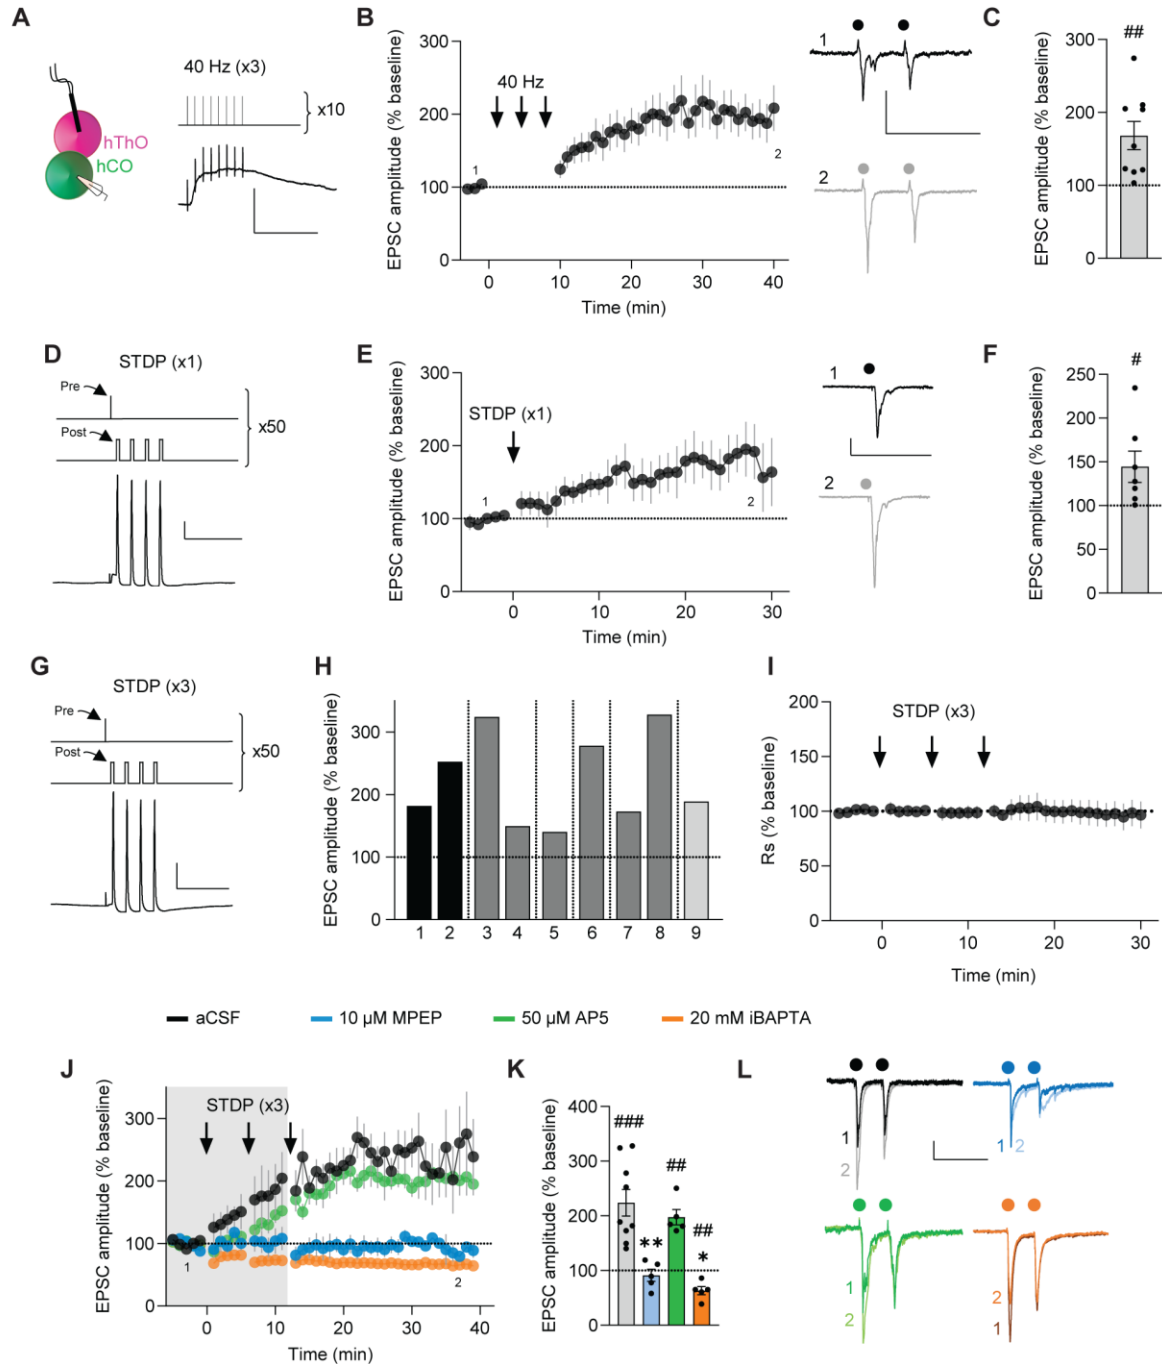 A
40 Hz (x3)
x10
hThO
hCO
B
EPSC amplitude (% baseline)
300
200
100
0
40 Hz
1
2
0
10
20
30
40
Time (min)
1
2
C
##
EPSC amplitude (% baseline)
300
200
100
0
D
STDP (x1)
Pre
Post
x50
E
EPSC amplitude (% baseline)
300
200
100
0
STDP (x1)
1
2
0
10
20
30
Time (min)
1
2
F
#
EPSC amplitude (% baseline)
250
200
150
100
50
0
G
STDP (x3)
Pre
Post
x50
H
EPSC amplitude (% baseline)
300
200
100
0
1 2 3 4 5 6 7 8 9
I
Rs (% baseline)
200
150
100
50
0
STDP (x3)
0
10
20
30
Time (min)
aCSF
10 µM MPEP
50 µM AP5
20 mM iBAPTA
J
EPSC amplitude (% baseline)
300
200
100
0
STDP (x3)
1
2
0
10
20
30
40
Time (min)
K
EPSC amplitude (% baseline)
400
300
200
100
0
###
**
##
##
*
L
1
2
1 2
1
2
2
1